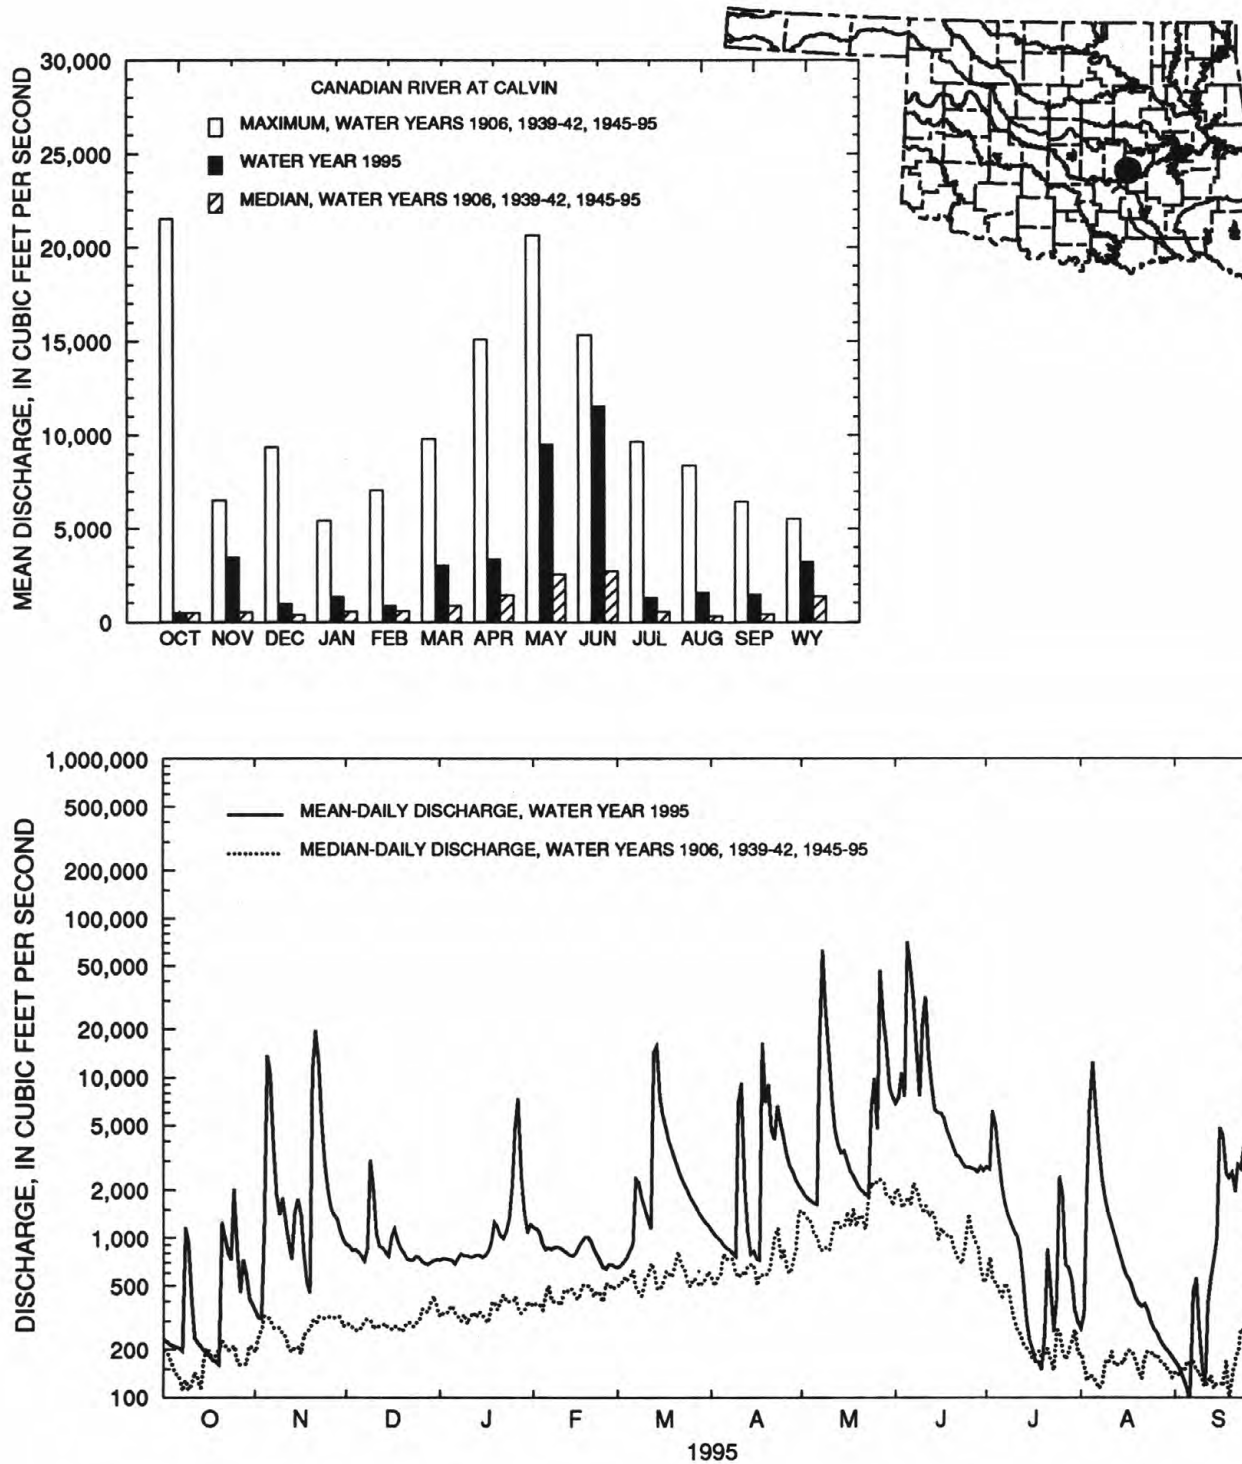 MEAN DISCHARGE, IN CUBIC FEET PER SECOND
30,000
25,000
20,000
15,000
10,000
5,000
0
CANADIAN RIVER AT CALVIN
MAXIMUM, WATER YEARS 1906, 1939-42, 1945-95
WATER YEAR 1995
MEDIAN, WATER YEARS 1906, 1939-42, 1945-95
OCT NOV DEC JAN FEB MAR APR MAY JUN JUL AUG SEP WY
DISCHARGE, IN CUBIC FEET PER SECOND
1,000,000
500,000
200,000
100,000
50,000
20,000
10,000
5,000
2,000
1,000
500
200
100
MEAN-DAILY DISCHARGE, WATER YEAR 1995
MEDIAN-DAILY DISCHARGE, WATER YEARS 1906, 1939-42, 1945-95
O N D J F M A M J J A S
1995